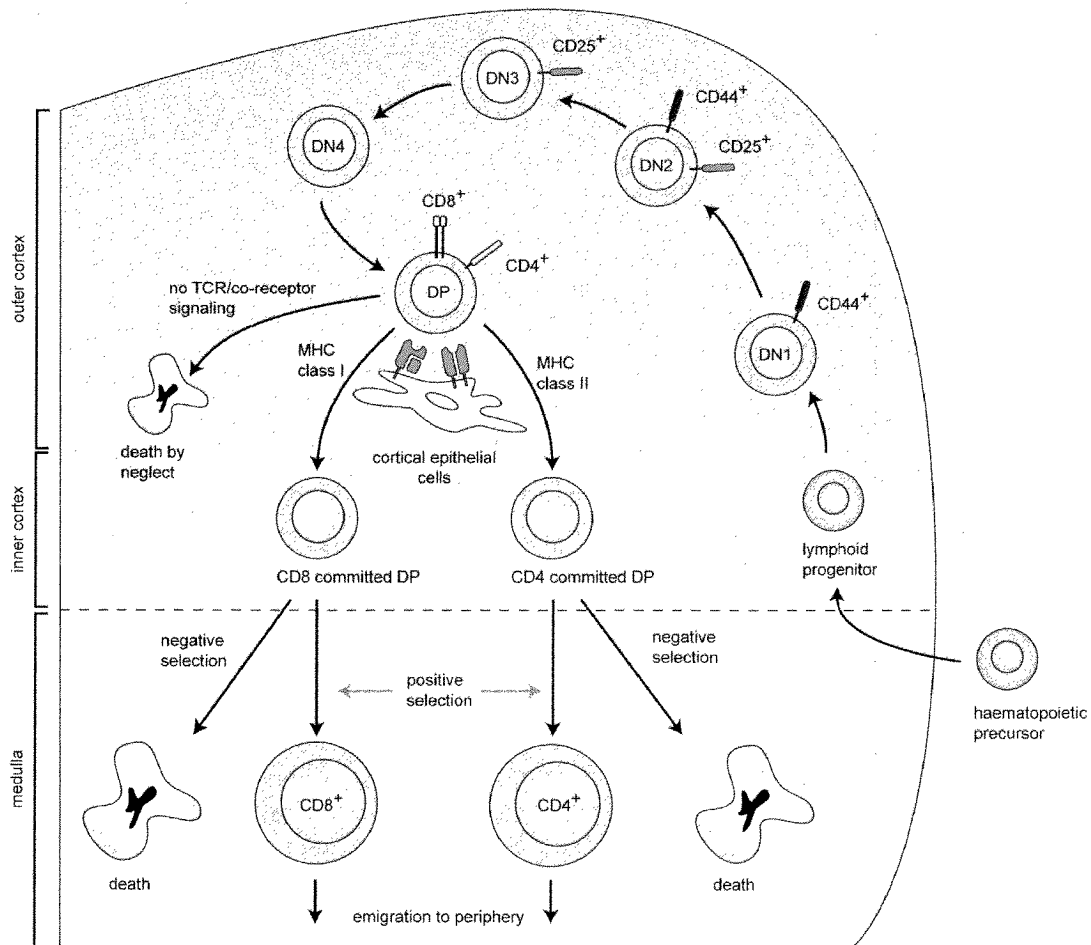 CD25+
DN3
CD44+
CD25+
DN2
DN4
CD8+
CD4+
DP
CD44+
DN1
no TCR/co-receptor
signaling
MHC
class I
MHC
class II
death by
neglect
cortical epithelial
cells
lymphoid
progenitor
CD8 committed DP
CD4 committed DP
outer cortex
inner cortex
medulla
negative
selection
negative
selection
positive
selection
haematopoietic
precursor
CD8+
CD4+
death
death
emigration to periphery